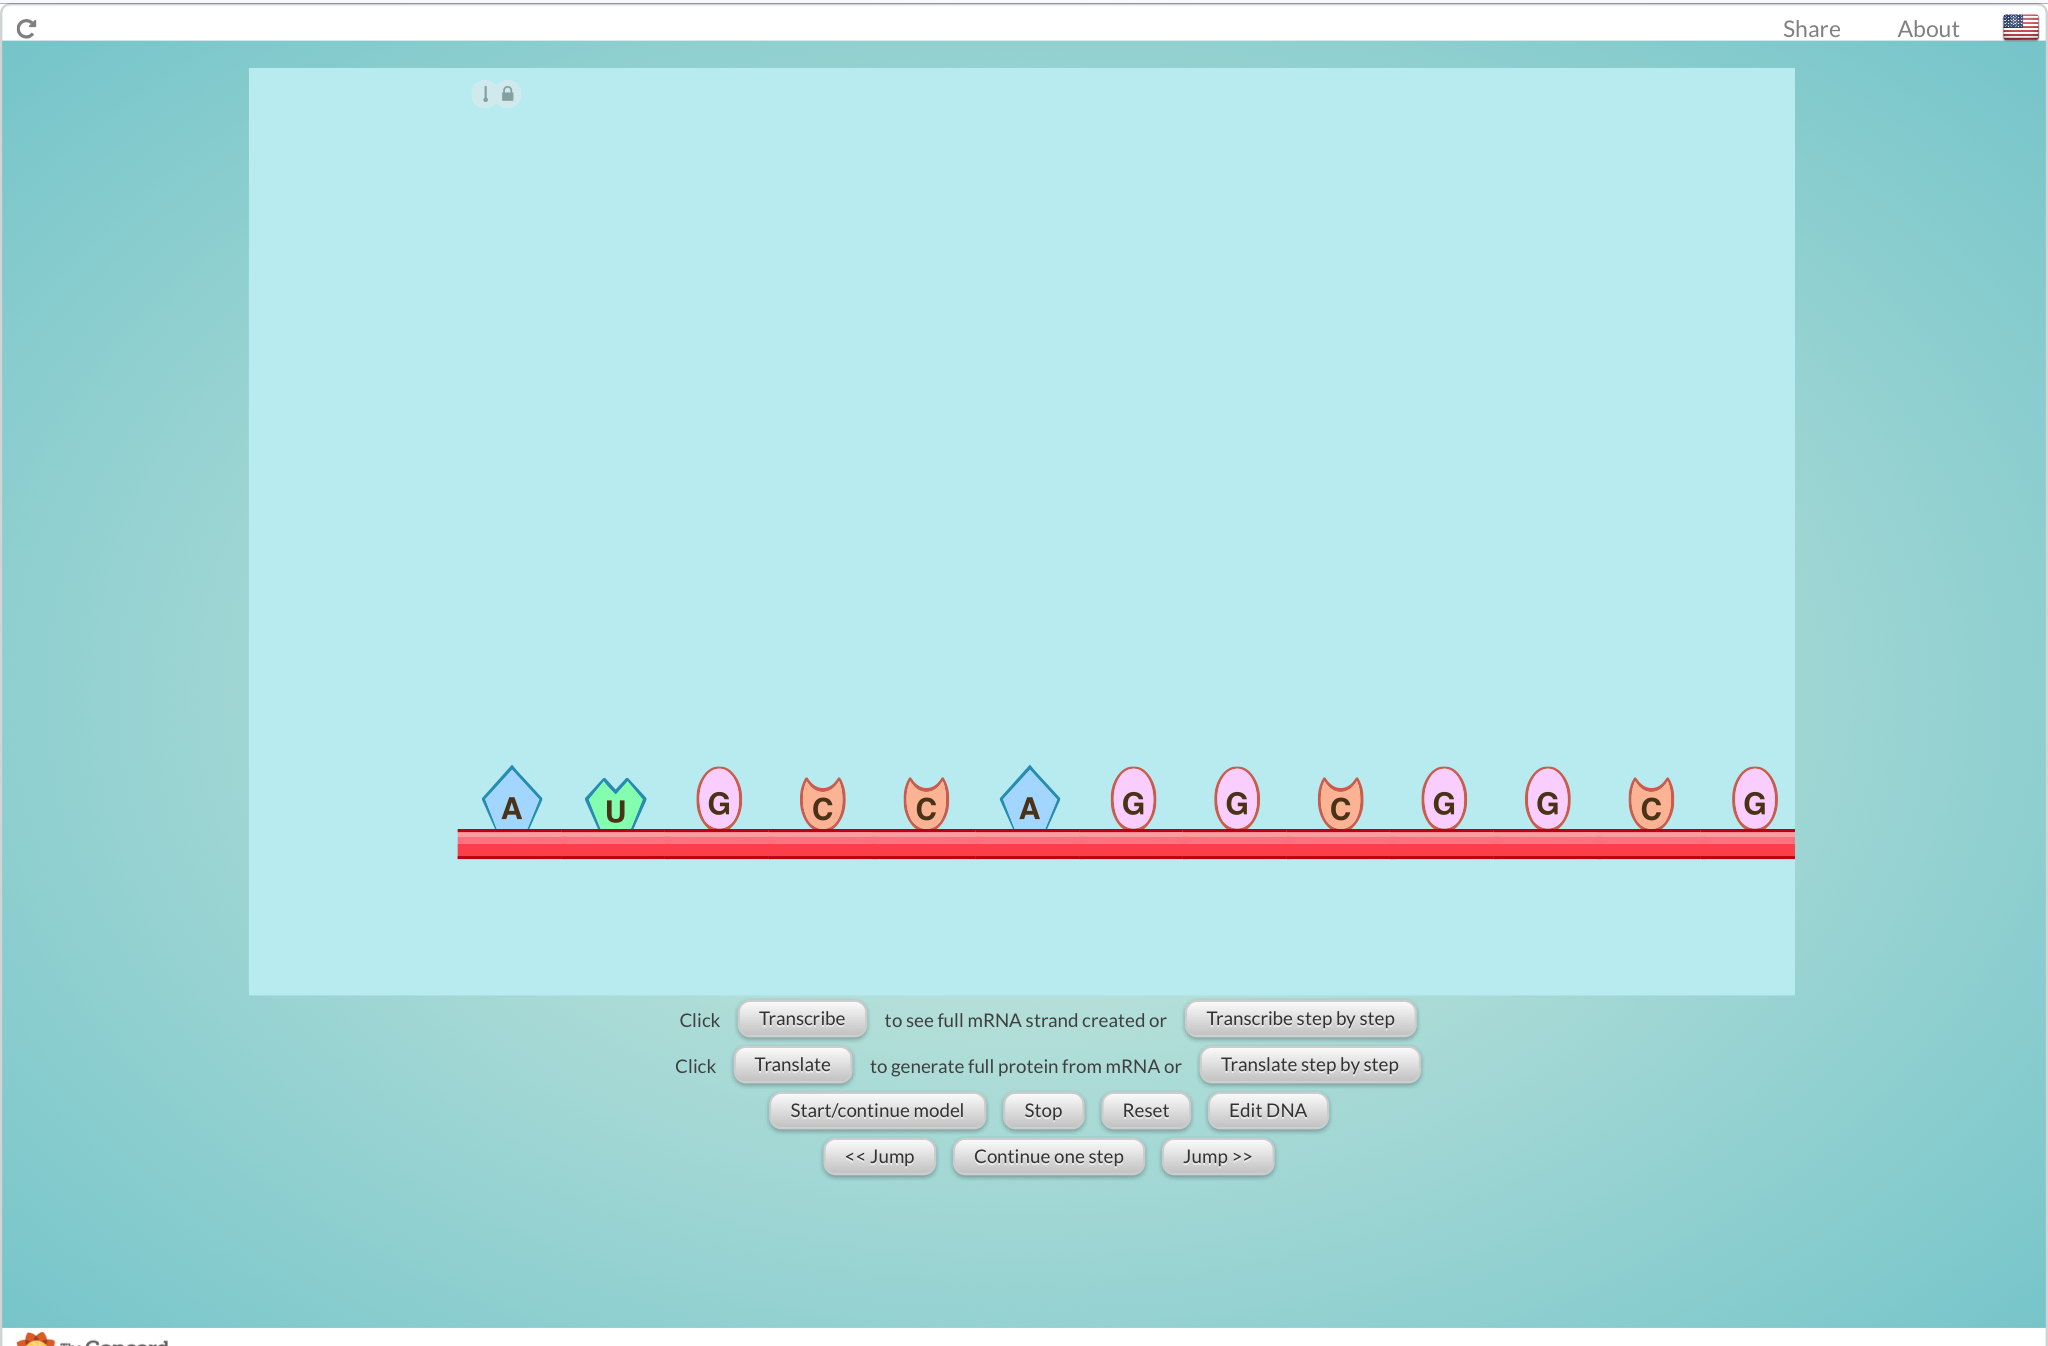 Share About
A U G C C A G G C G G C G
Click Transcribe to see full mRNA strand created or Transcribe step by step
Click Translate to generate full protein from mRNA or Translate step by step
Start/continue model Stop Reset Edit DNA
<< Jump Continue one step Jump >>
Concord